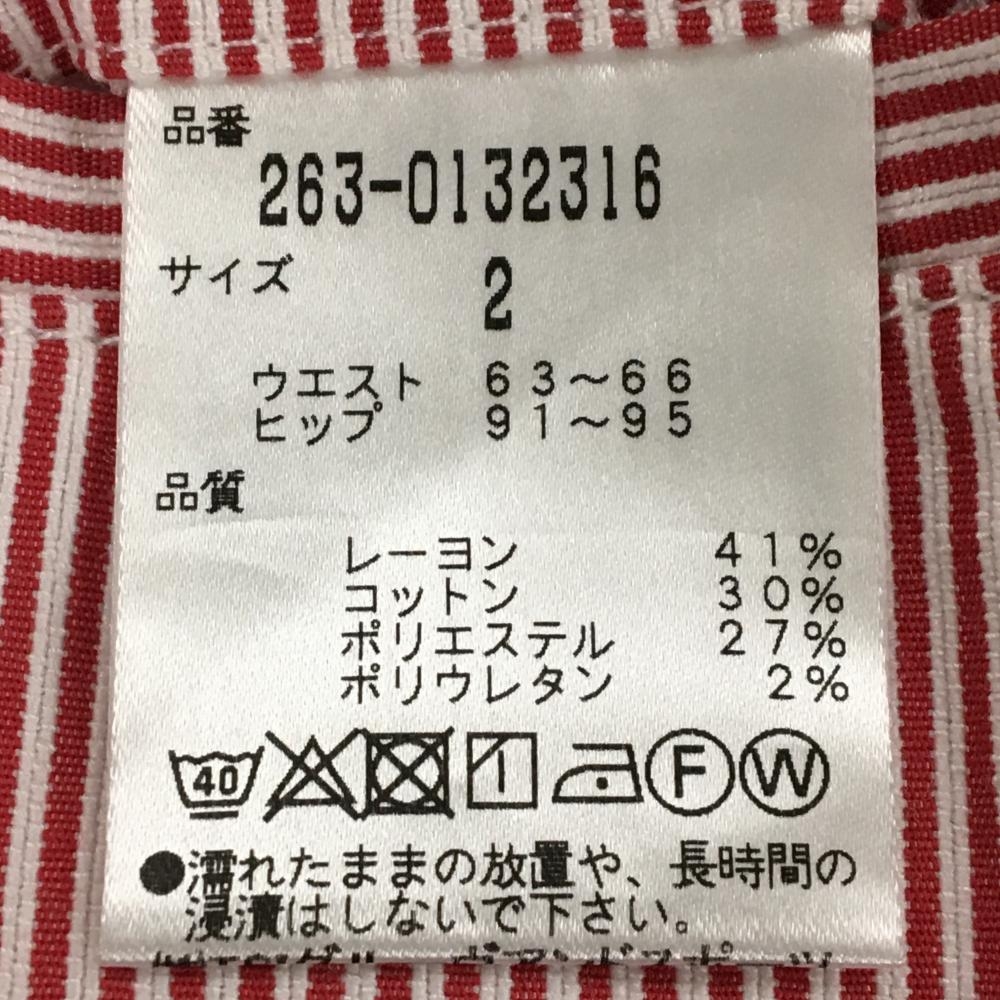 品番
263-0132316
サイズ 2
ウエスト 63～66
ヒップ 91～95
品質
レーヨン 41%
コットン 30%
ポリエステル 27%
ポリウレタン 2%
40 F W
●濡れたままの放置や、長時間の
浸漬はしないで下さい。